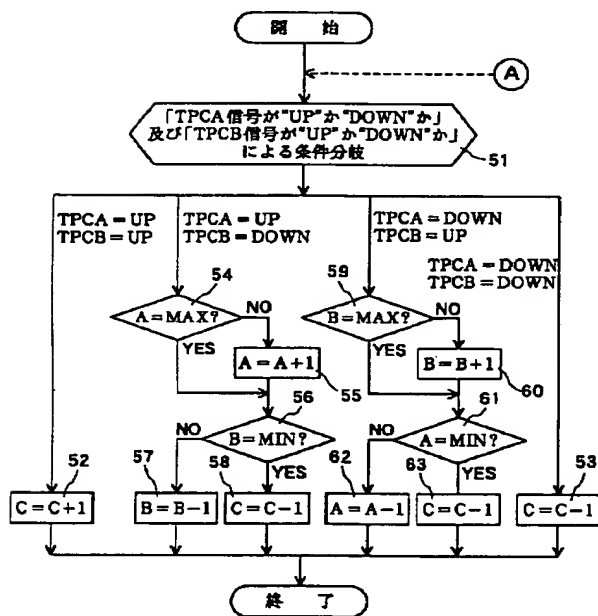 開 始
A
「TPCA信号が"UP"か"DOWN"か」
及び「TPCB信号が"UP"か"DOWN"か」
による条件分岐
51
TPCA=UP
TPCB=UP
TPCA=UP
TPCB=DOWN
TPCA=DOWN
TPCB=UP
TPCA=DOWN
TPCB=DOWN
54
A=MAX?
NO
YES
A=A+1
55
59
B=MAX?
NO
YES
B=B+1
60
56
B=MIN?
NO
YES
61
A=MIN?
NO
YES
52
C=C+1
57
B=B-1
58
C=C-1
62
A=A-1
63
C=C-1
53
C=C-1
終 了